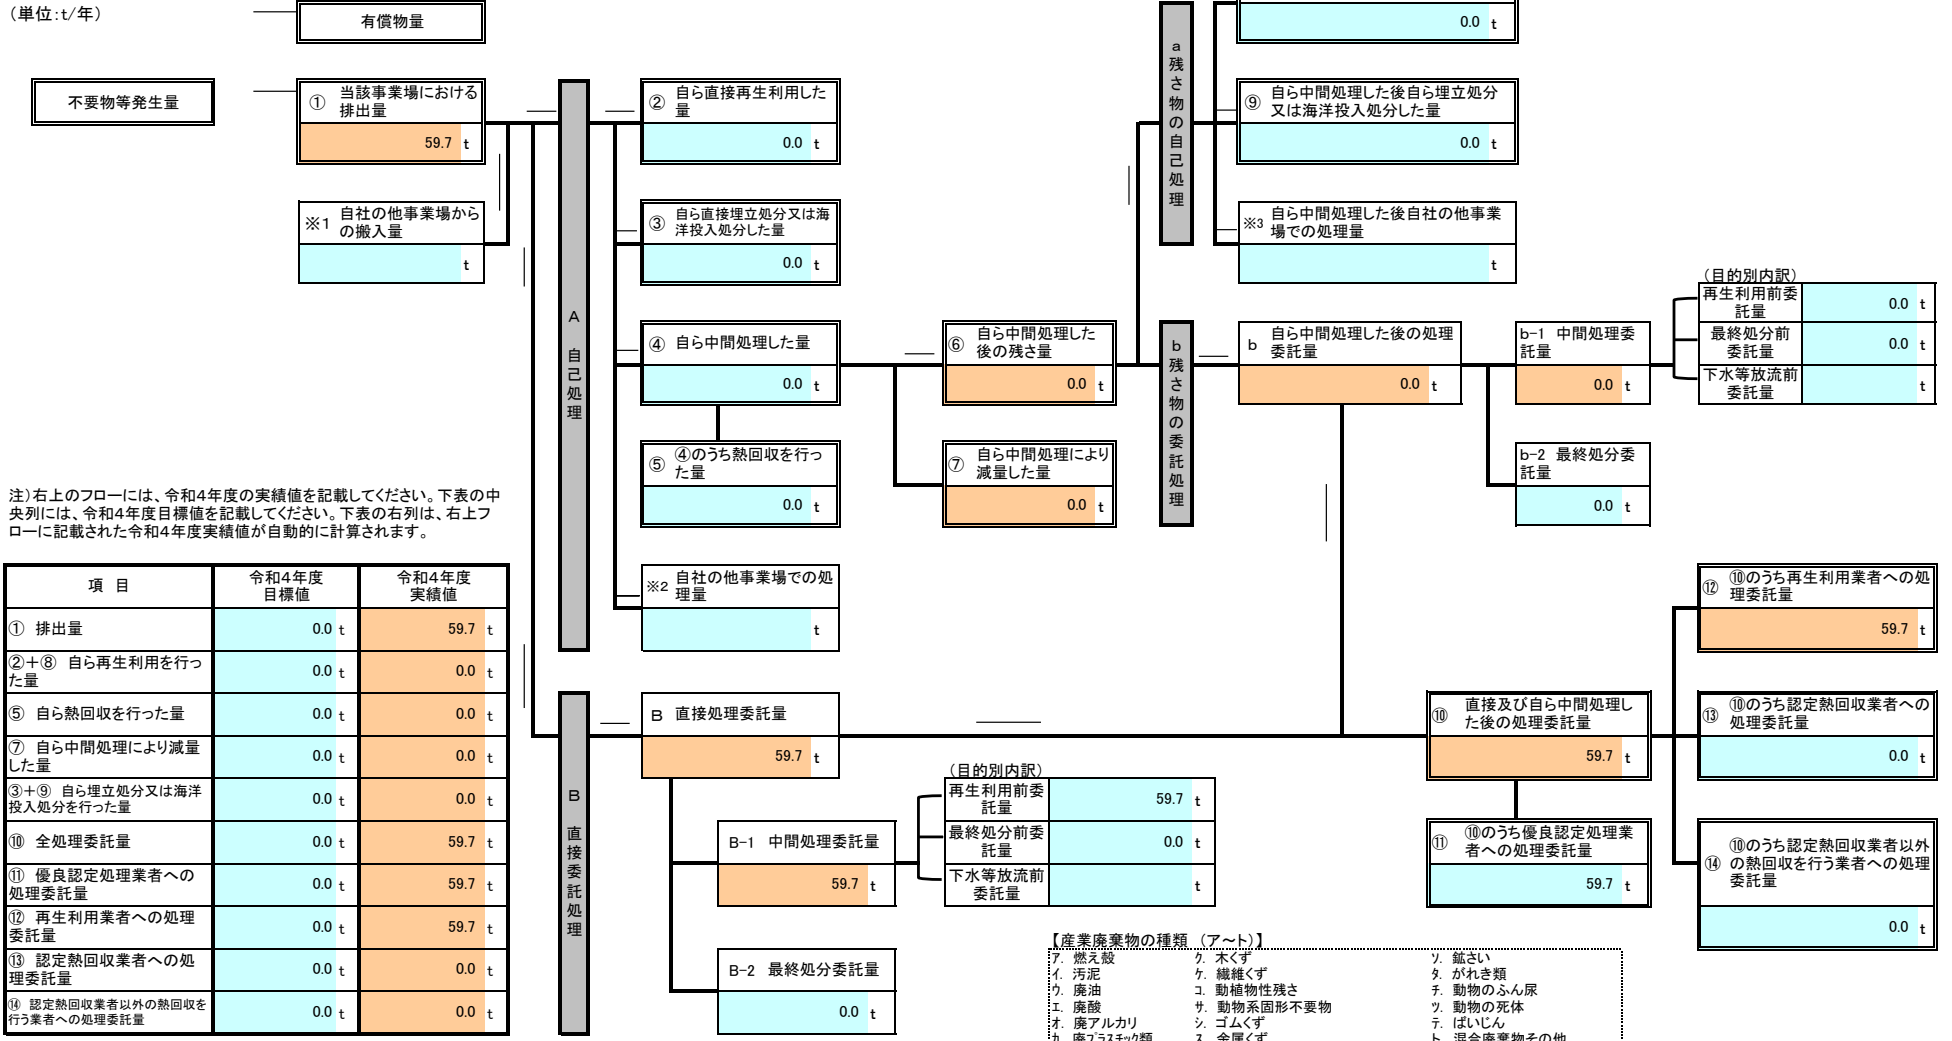 （単位：t/年）
有償物量
不要物等発生量
① 当該事業場における
排出量
59.7 t
※1 自社の他事業場から
の搬入量
t
A 自己処理
② 自ら直接再生利用した
量
0.0 t
③ 自ら直接埋立処分又は海
洋投入処分した量
0.0 t
④ 自ら中間処理した量
0.0 t
⑤ ④のうち熱回収を行っ
た量
0.0 t
※2 自社の他事業場での処
理量
t
⑥ 自ら中間処理した
後の残さ量
0.0 t
⑦ 自ら中間処理により
減量した量
0.0 t
a 残さ物の自己処理
0.0 t
⑨ 自ら中間処理した後自ら埋立処分
又は海洋投入処分した量
0.0 t
※3 自ら中間処理した後自社の他事業
場での処理量
t
b 残さ物の委託処理
b 自ら中間処理した後の処理
委託量
0.0 t
b-1 中間処理委
託量
0.0 t
b-2 最終処分委
託量
0.0 t
（目的別内訳）
再生利用前委
託量
0.0 t
最終処分前
委託量
0.0 t
下水等放流前
委託量
t
注）右上のフローには、令和4年度の実績値を記載してください。下表の中
央列には、令和4年度目標値を記載してください。下表の右列は、右上フ
ローに記載された令和4年度実績値が自動的に計算されます。
項 目
令和4年度
目標値
令和4年度
実績値
① 排出量
0.0 t
59.7 t
②＋⑧ 自ら再生利用を行っ
た量
0.0 t
0.0 t
⑤ 自ら熱回収を行った量
0.0 t
0.0 t
⑦ 自ら中間処理により減量
した量
0.0 t
0.0 t
③＋⑨ 自ら埋立処分又は海洋
投入処分を行った量
0.0 t
0.0 t
⑩ 全処理委託量
0.0 t
59.7 t
⑪ 優良認定処理業者への
処理委託量
0.0 t
59.7 t
⑫ 再生利用業者への処理
委託量
0.0 t
59.7 t
⑬ 認定熱回収業者への処
理委託量
0.0 t
0.0 t
⑭ 認定熱回収業者以外の熱回収を
行う業者への処理委託量
0.0 t
0.0 t
B 直接委託処理
B 直接処理委託量
59.7 t
B-1 中間処理委託量
59.7 t
B-2 最終処分委託量
0.0 t
（目的別内訳）
再生利用前委
託量
59.7 t
最終処分前委
託量
0.0 t
下水等放流前
委託量
t
⑩ 直接及び自ら中間処理し
た後の処理委託量
59.7 t
⑪ ⑩のうち優良認定処理業
者への処理委託量
59.7 t
⑫ ⑩のうち再生利用業者への処
理委託量
59.7 t
⑬ ⑩のうち認定熱回収業者への
処理委託量
0.0 t
⑭ ⑩のうち認定熱回収業者以外
の熱回収を行う業者への処理
委託量
0.0 t
【産業廃棄物の種類 （ア～ト）】
ア. 燃え殻
イ. 汚泥
ウ. 廃油
エ. 廃酸
オ. 廃アルカリ
カ. 廃プラスチック類
ク. 木くず
ケ. 繊維くず
コ. 動植物性残さ
サ. 動物系固形不要物
シ. ゴムくず
ス. 金属くず
ソ. 鉱さい
タ. がれき類
チ. 動物のふん尿
ツ. 動物の死体
テ. ばいじん
ト. 混合廃棄物その他